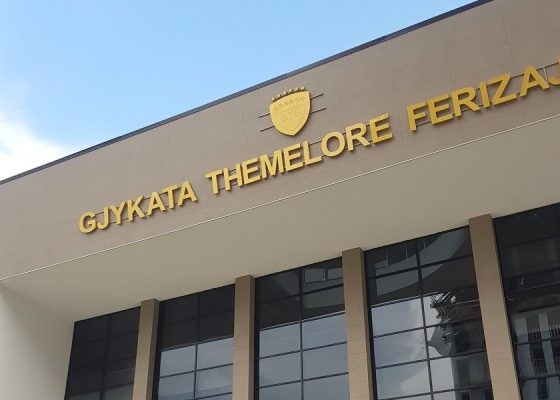 GJYKATA THEMELORE FERIZAJ